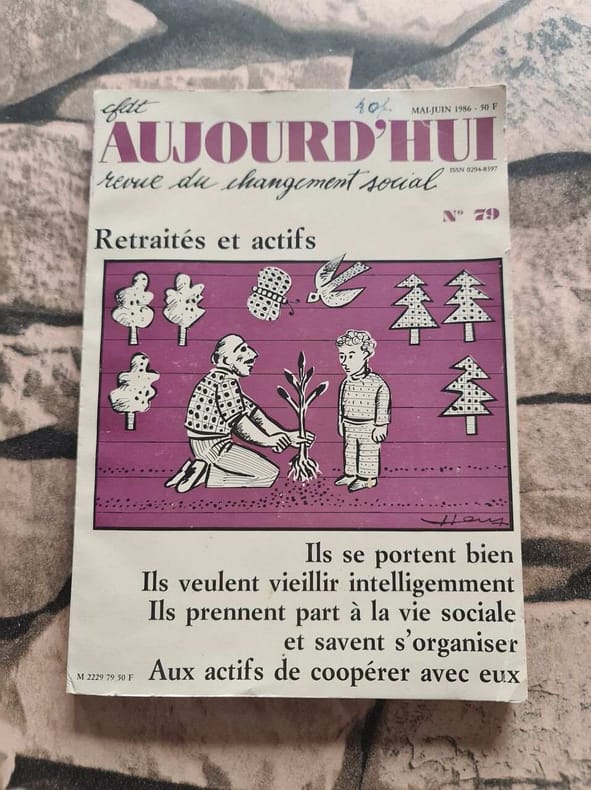 cfdt
MAI-JUIN 1986 - 50 F
AUJOURD'HUI
ISSN 0294-8397
revue du changement social
N° 79
Retraités et actifs
Ils se portent bien
Ils veulent vieillir intelligemment
Ils prennent part à la vie sociale
et savent s'organiser
M 2229 79 50 F Aux actifs de coopérer avec eux